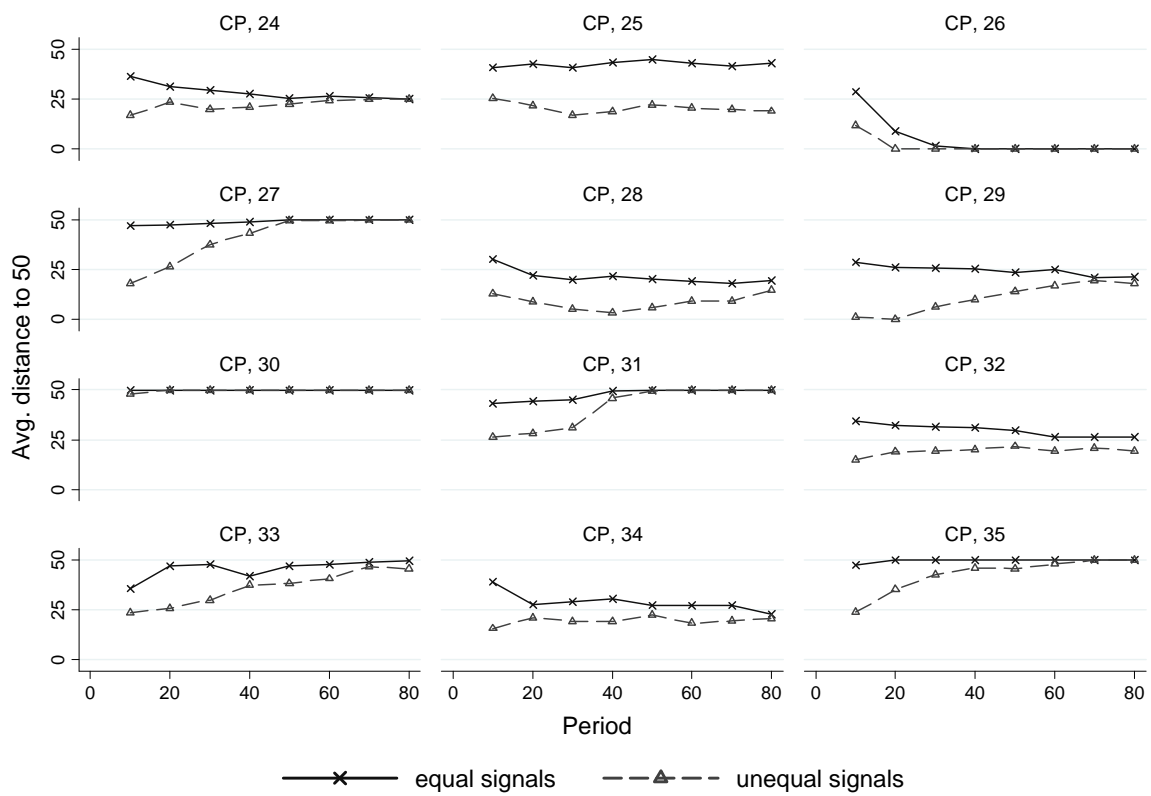 CP, 24 CP, 25 CP, 26
50
25
0
CP, 27 CP, 28 CP, 29
50
25
0
CP, 30 CP, 31 CP, 32
50
25
0
CP, 33 CP, 34 CP, 35
50
25
0
0 20 40 60 80 0 20 40 60 80 0 20 40 60 80
Avg. distance to 50
Period
equal signals unequal signals